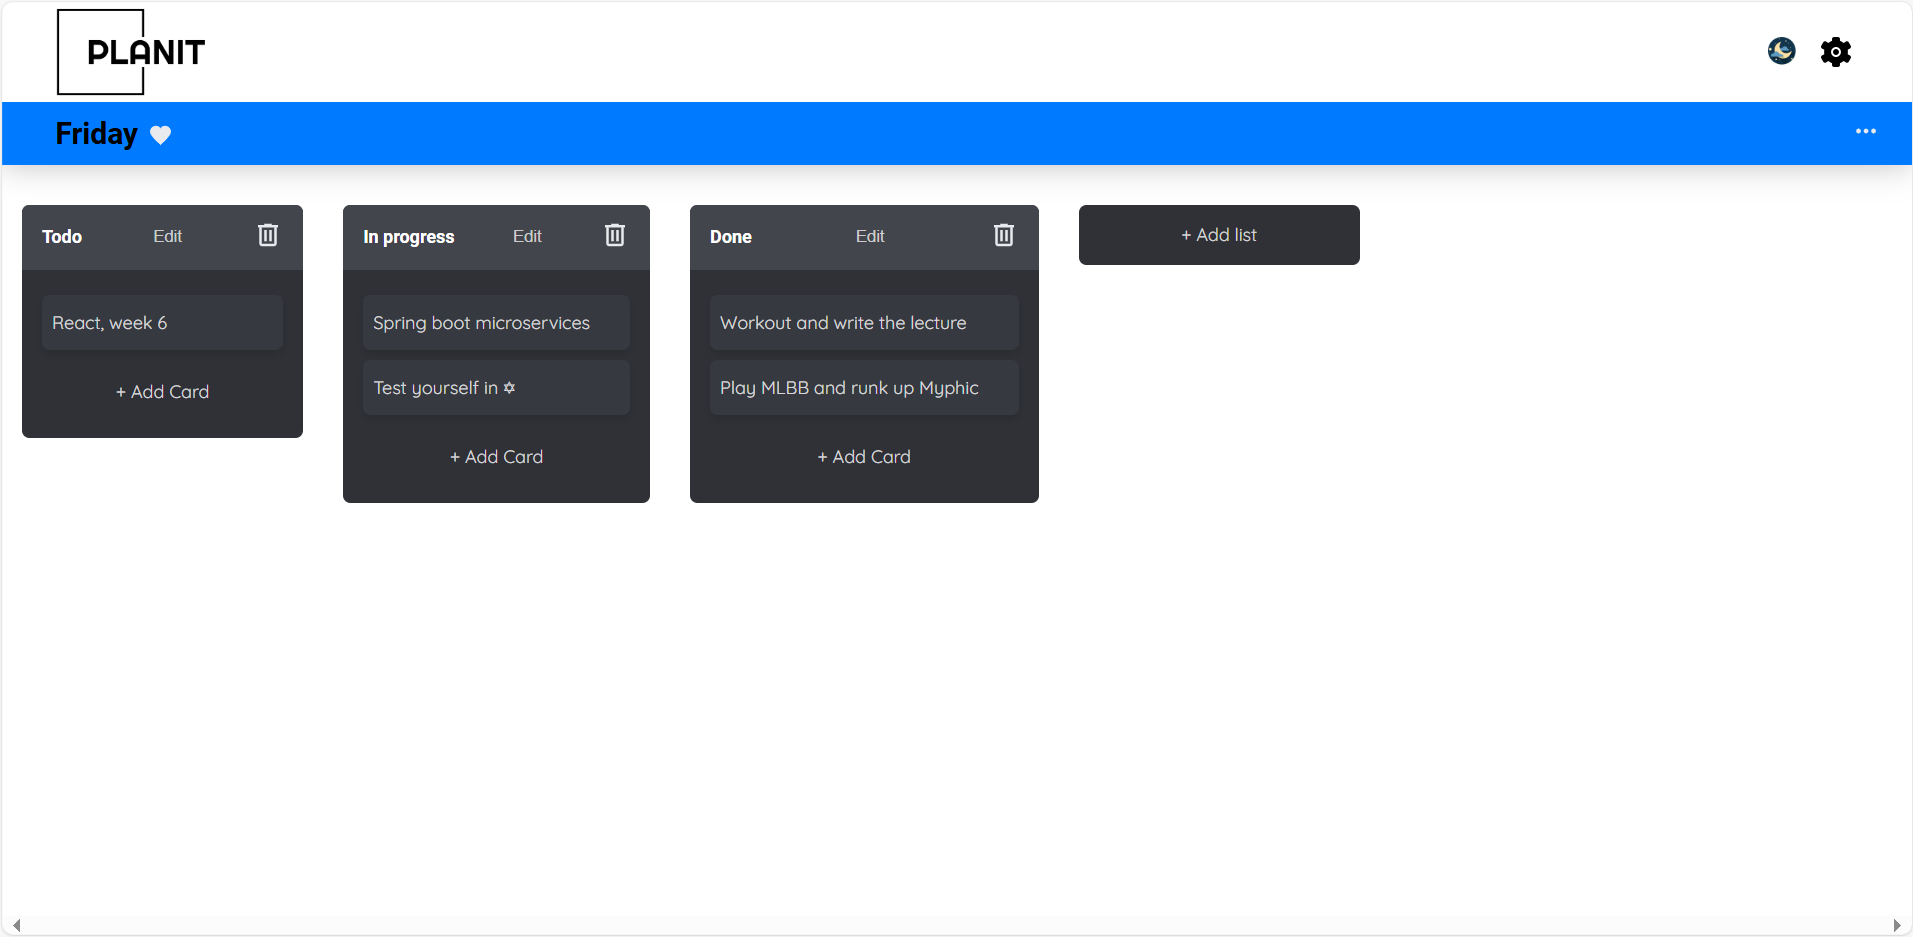 PLANIT
Friday
Todo Edit
React, week 6
+ Add Card
In progress Edit
Spring boot microservices
Test yourself in ✡
+ Add Card
Done Edit
Workout and write the lecture
Play MLBB and runk up Myphic
+ Add Card
+ Add list